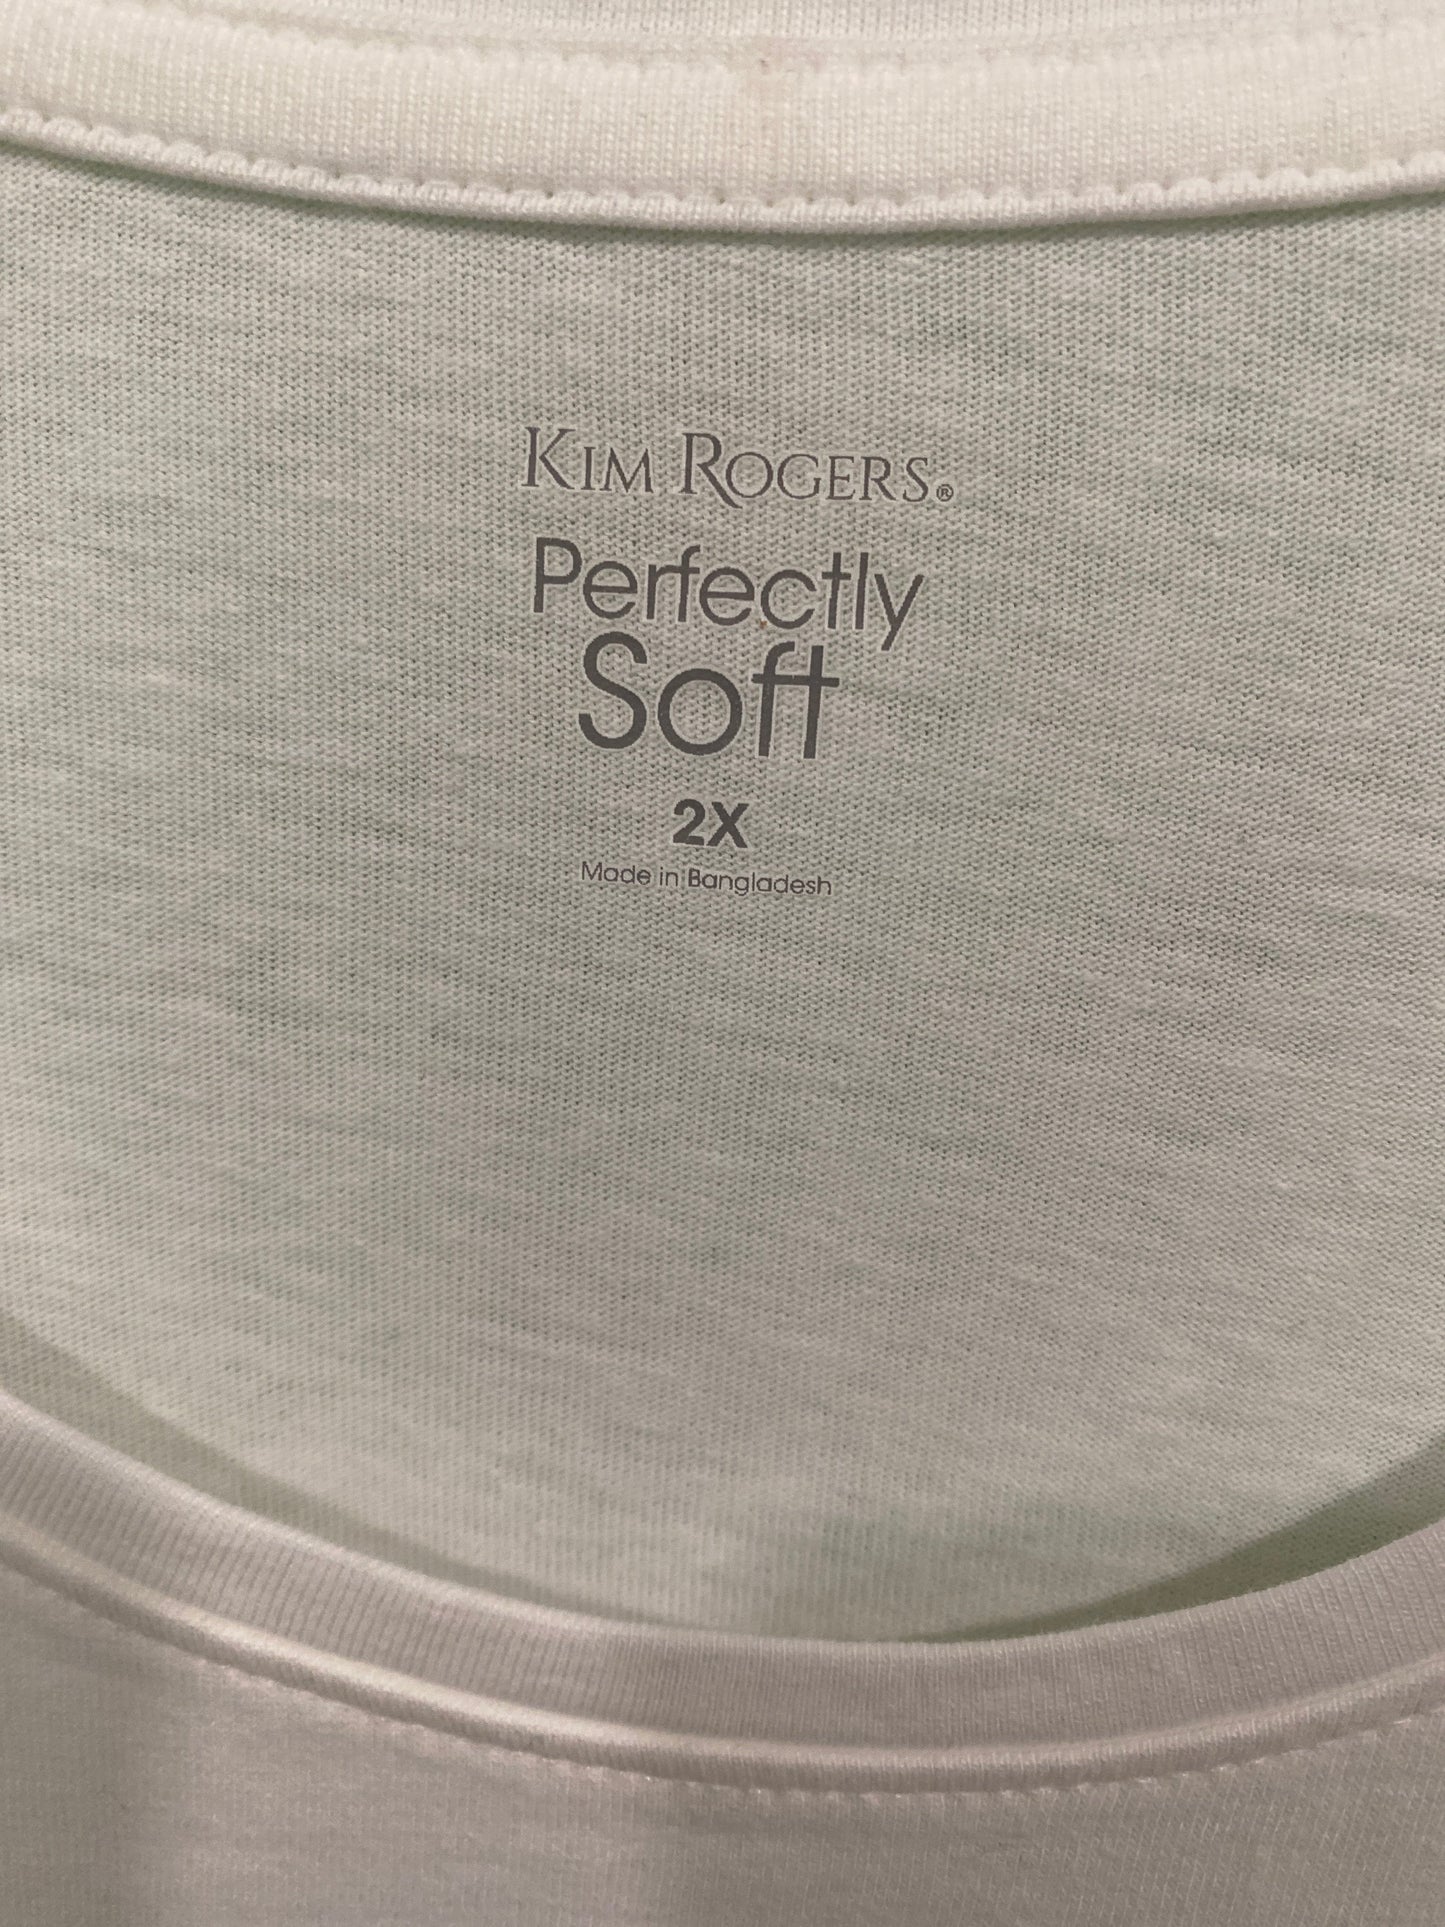 KIM ROGERS®
Perfectly
Soft
2X
Made in Bangladesh